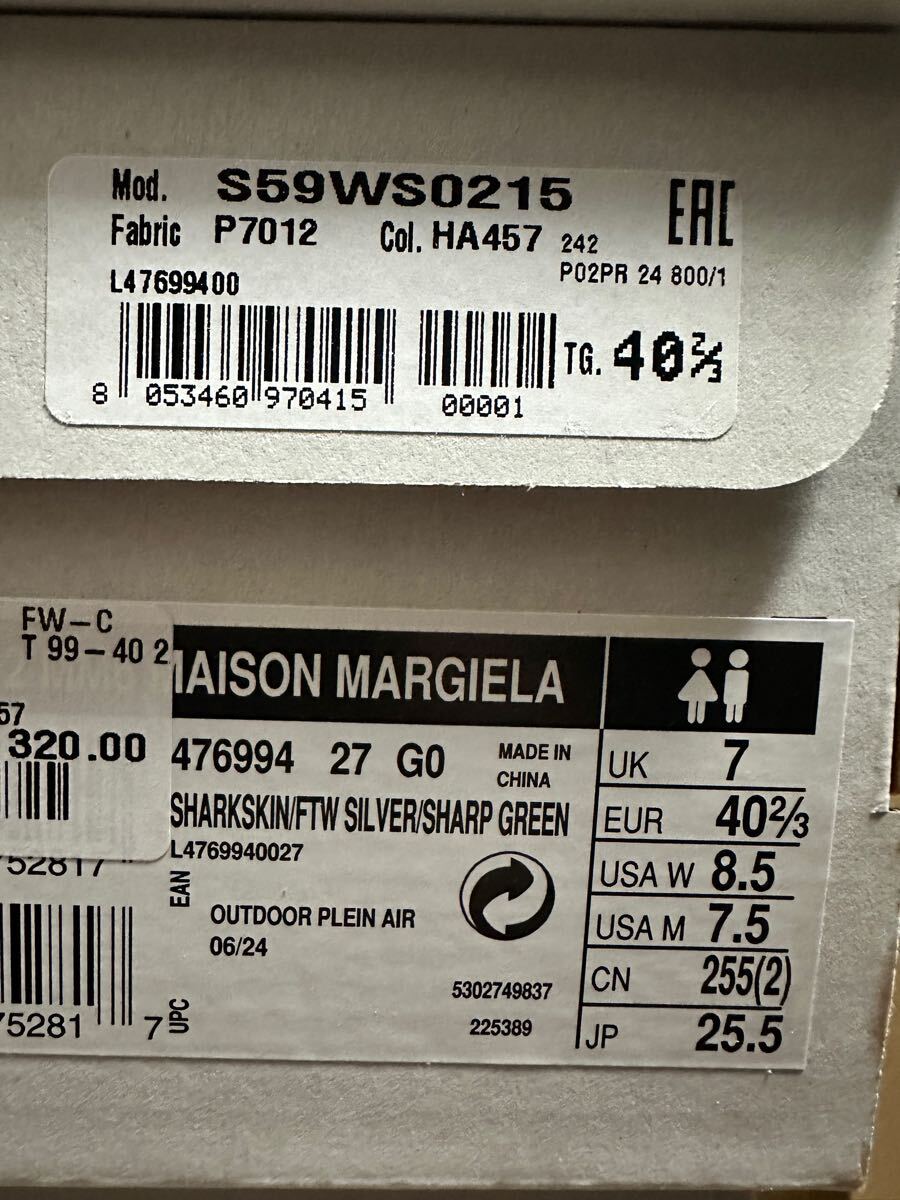 Mod. S59WS0215
EAC
Fabric P7012 Col. HA457 242
P02PR 24 800/1
L47699400
TG. 40⅔
8 053460 970415 00001
FW-C
T 99-40 2
57
320.00
MAISON MARGIELA
476994 27 G0
MADE IN
CHINA
SHARKSKIN/FTW SILVER/SHARP GREEN
L4769940027
752817
EAN
OUTDOOR PLEIN AIR
06/24
5302749837
225389
75281 7
UPC
UK 7
EUR 40⅔
USA W 8.5
USA M 7.5
CN 255(2)
JP 25.5